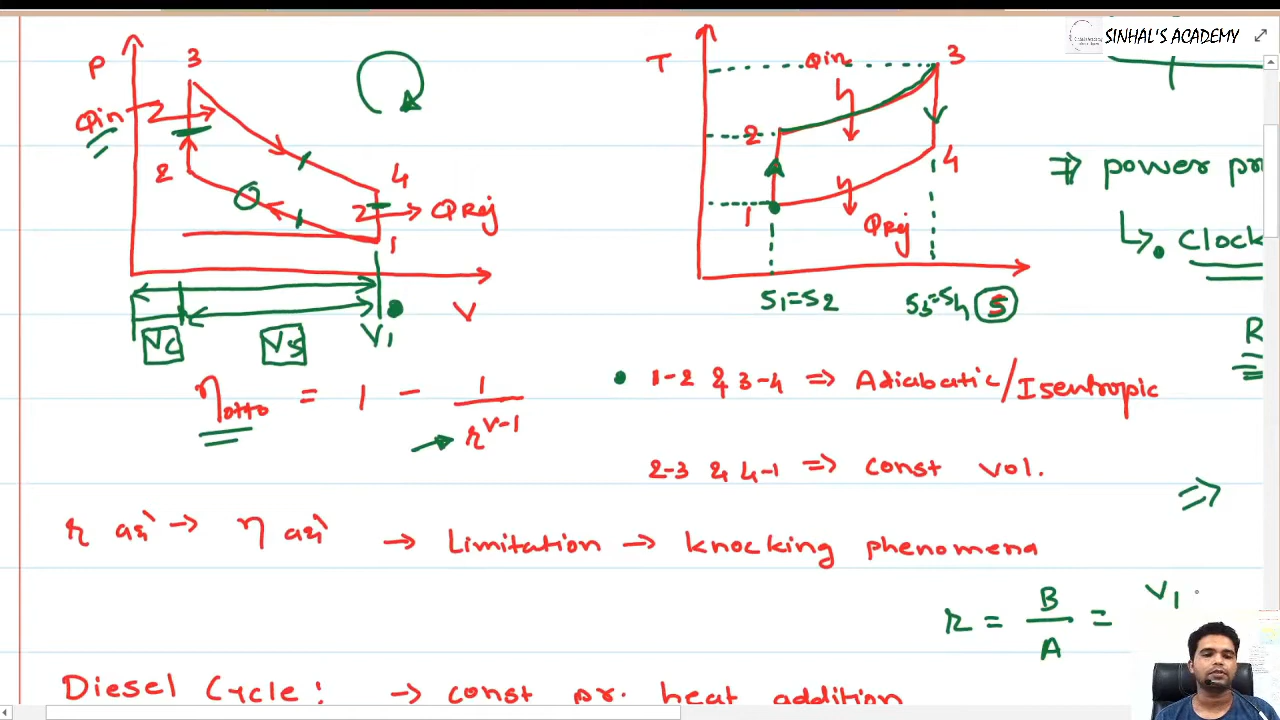 SINHAL'S ACADEMY
P
3
Qin
2
4
2
QRej
1
V
VC
VS
V1
T
Qin
3
2
4
1
QRej
S1=S2
S3=S4
S
⇒ power pr
↳ Clock
R
ηotto = 1 - 1/r^γ-1
• 1-2 & 3-4 ⇒ Adiabatic/Isentropic
2-3 & 4-1 ⇒ const vol.
⇒
→ Limitation → knocking phenomena
r = B/A = V1
Diesel Cycle: → const pr. heat addition